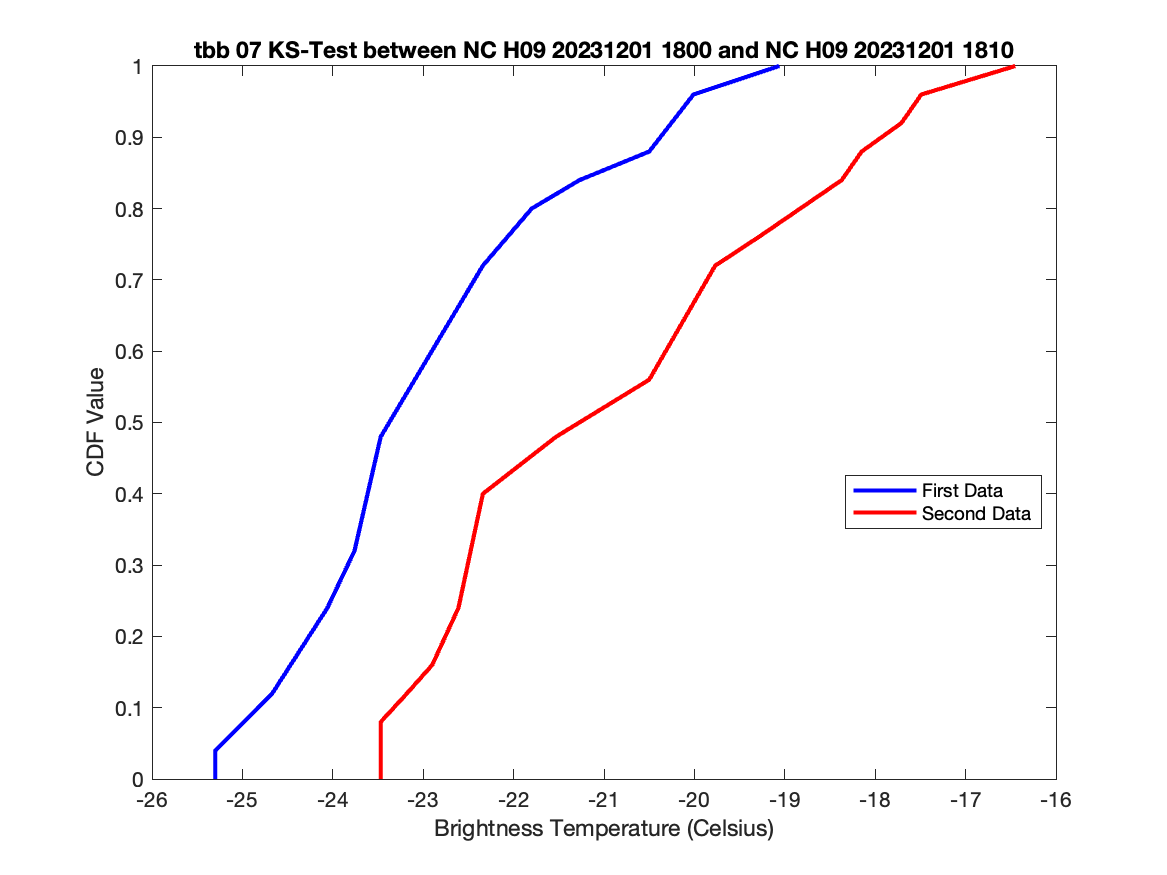 tbb 07 KS-Test between NC H09 20231201 1800 and NC H09 20231201 1810
1
0.9
0.8
0.7
0.6
0.5
0.4
0.3
0.2
0.1
0
CDF Value
First Data
Second Data
-26 -25 -24 -23 -22 -21 -20 -19 -18 -17 -16
Brightness Temperature (Celsius)